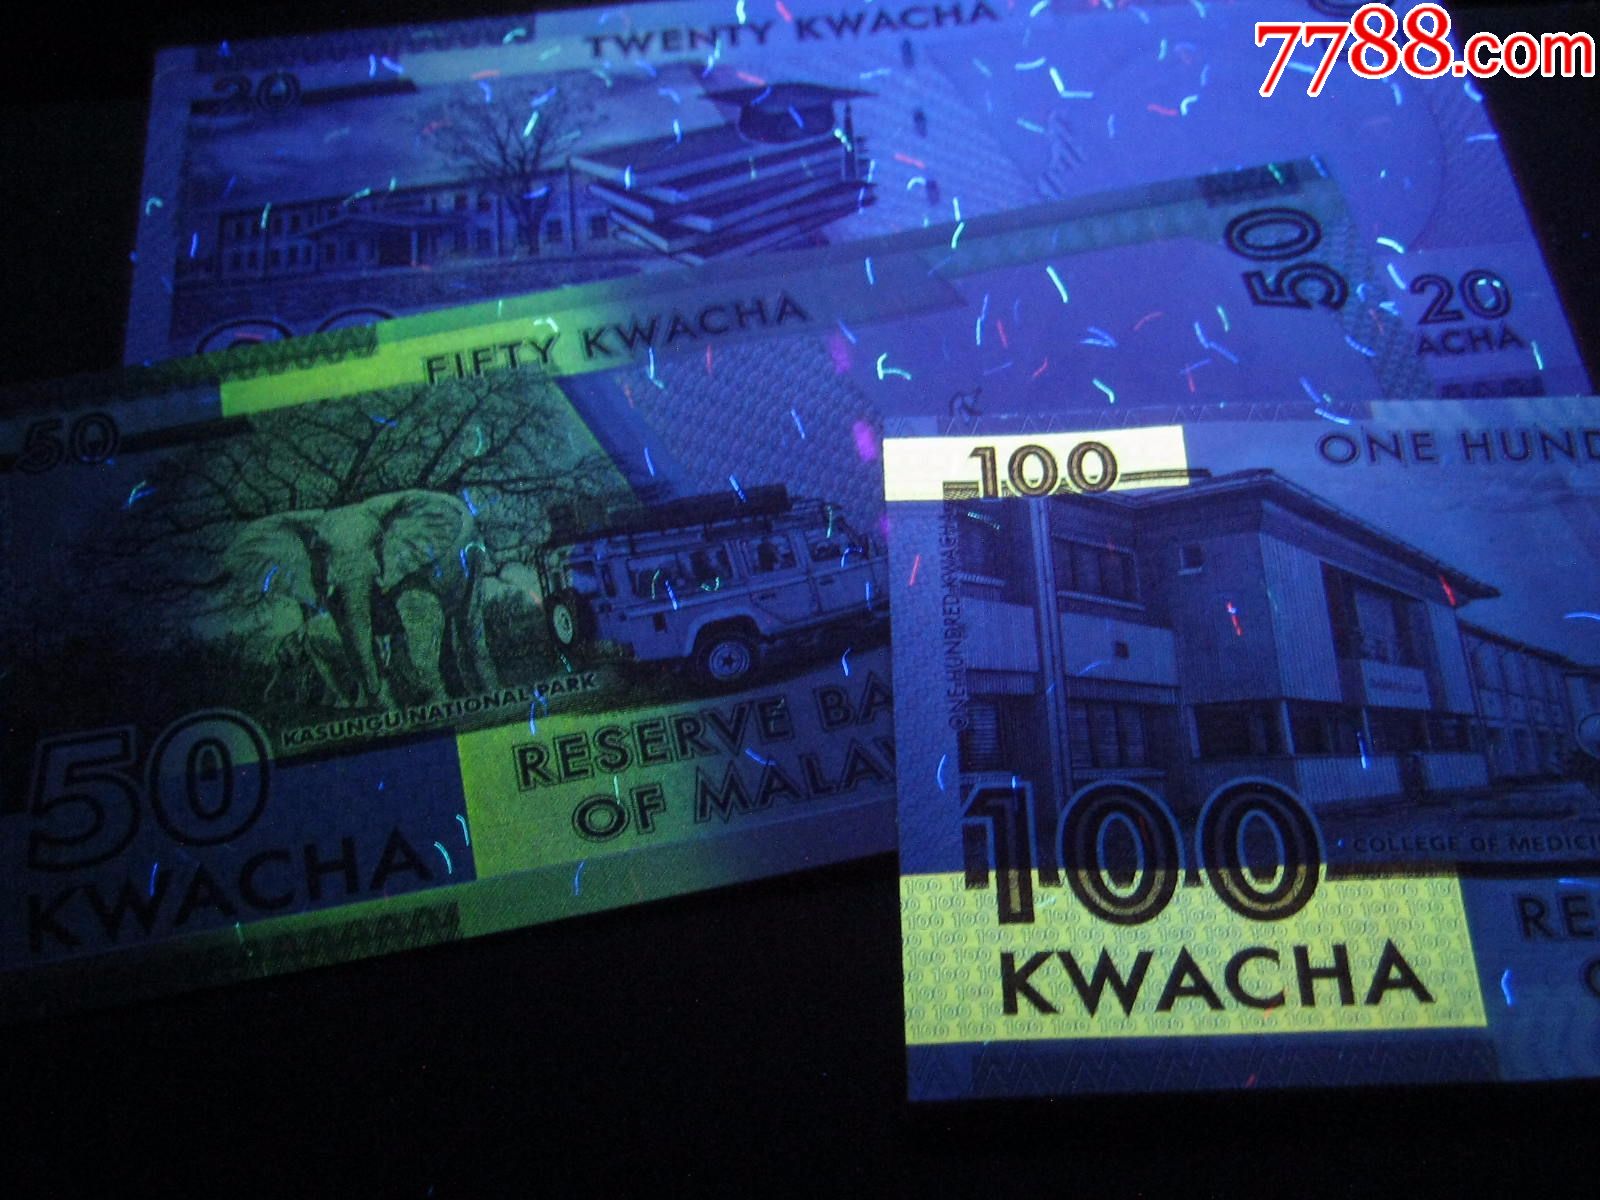 7788.com
TWENTY KWACHA
20
50
20
ACHA
FIFTY KWACHA
50
KASUNGU NATIONAL PARK
50
KWACHA
RESERVE BA
OF MALAW
100
ONE HUND
ONE HUNDRED KWACHA
COLLEGE OF MEDICI
100
KWACHA
RE